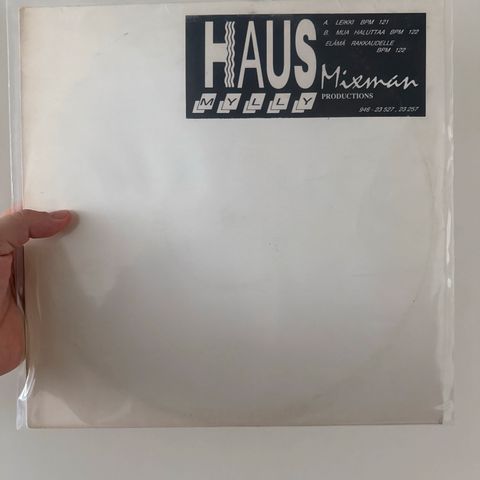 HAUS
MYLLY
A. LEIKKI BPM 121
B. MUA HALUTTAA BPM 122
ELÄMÄ RAKKAUDELLE
BPM 122
Mixman
PRODUCTIONS
946 - 23 527 , 23 257